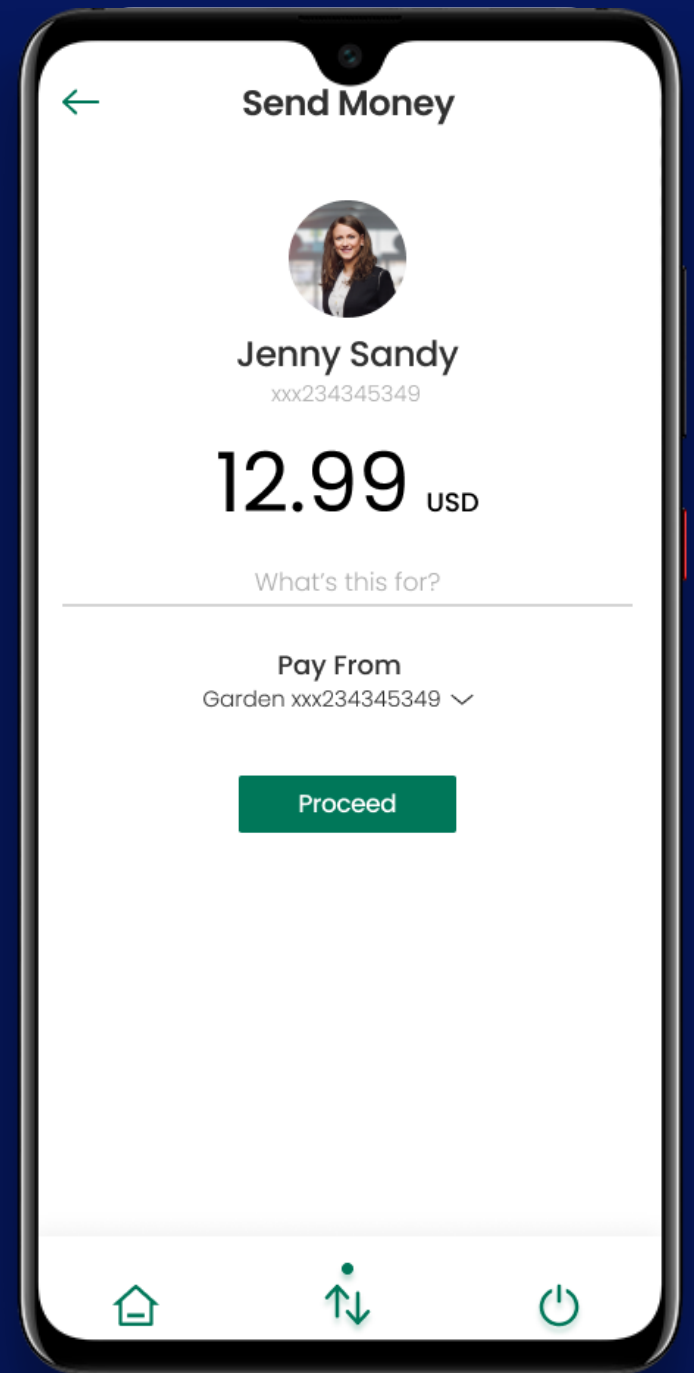 Send Money
Jenny Sandy
xxx234345349
12.99 USD
What's this for?
Pay From
Garden xxx234345349
Proceed